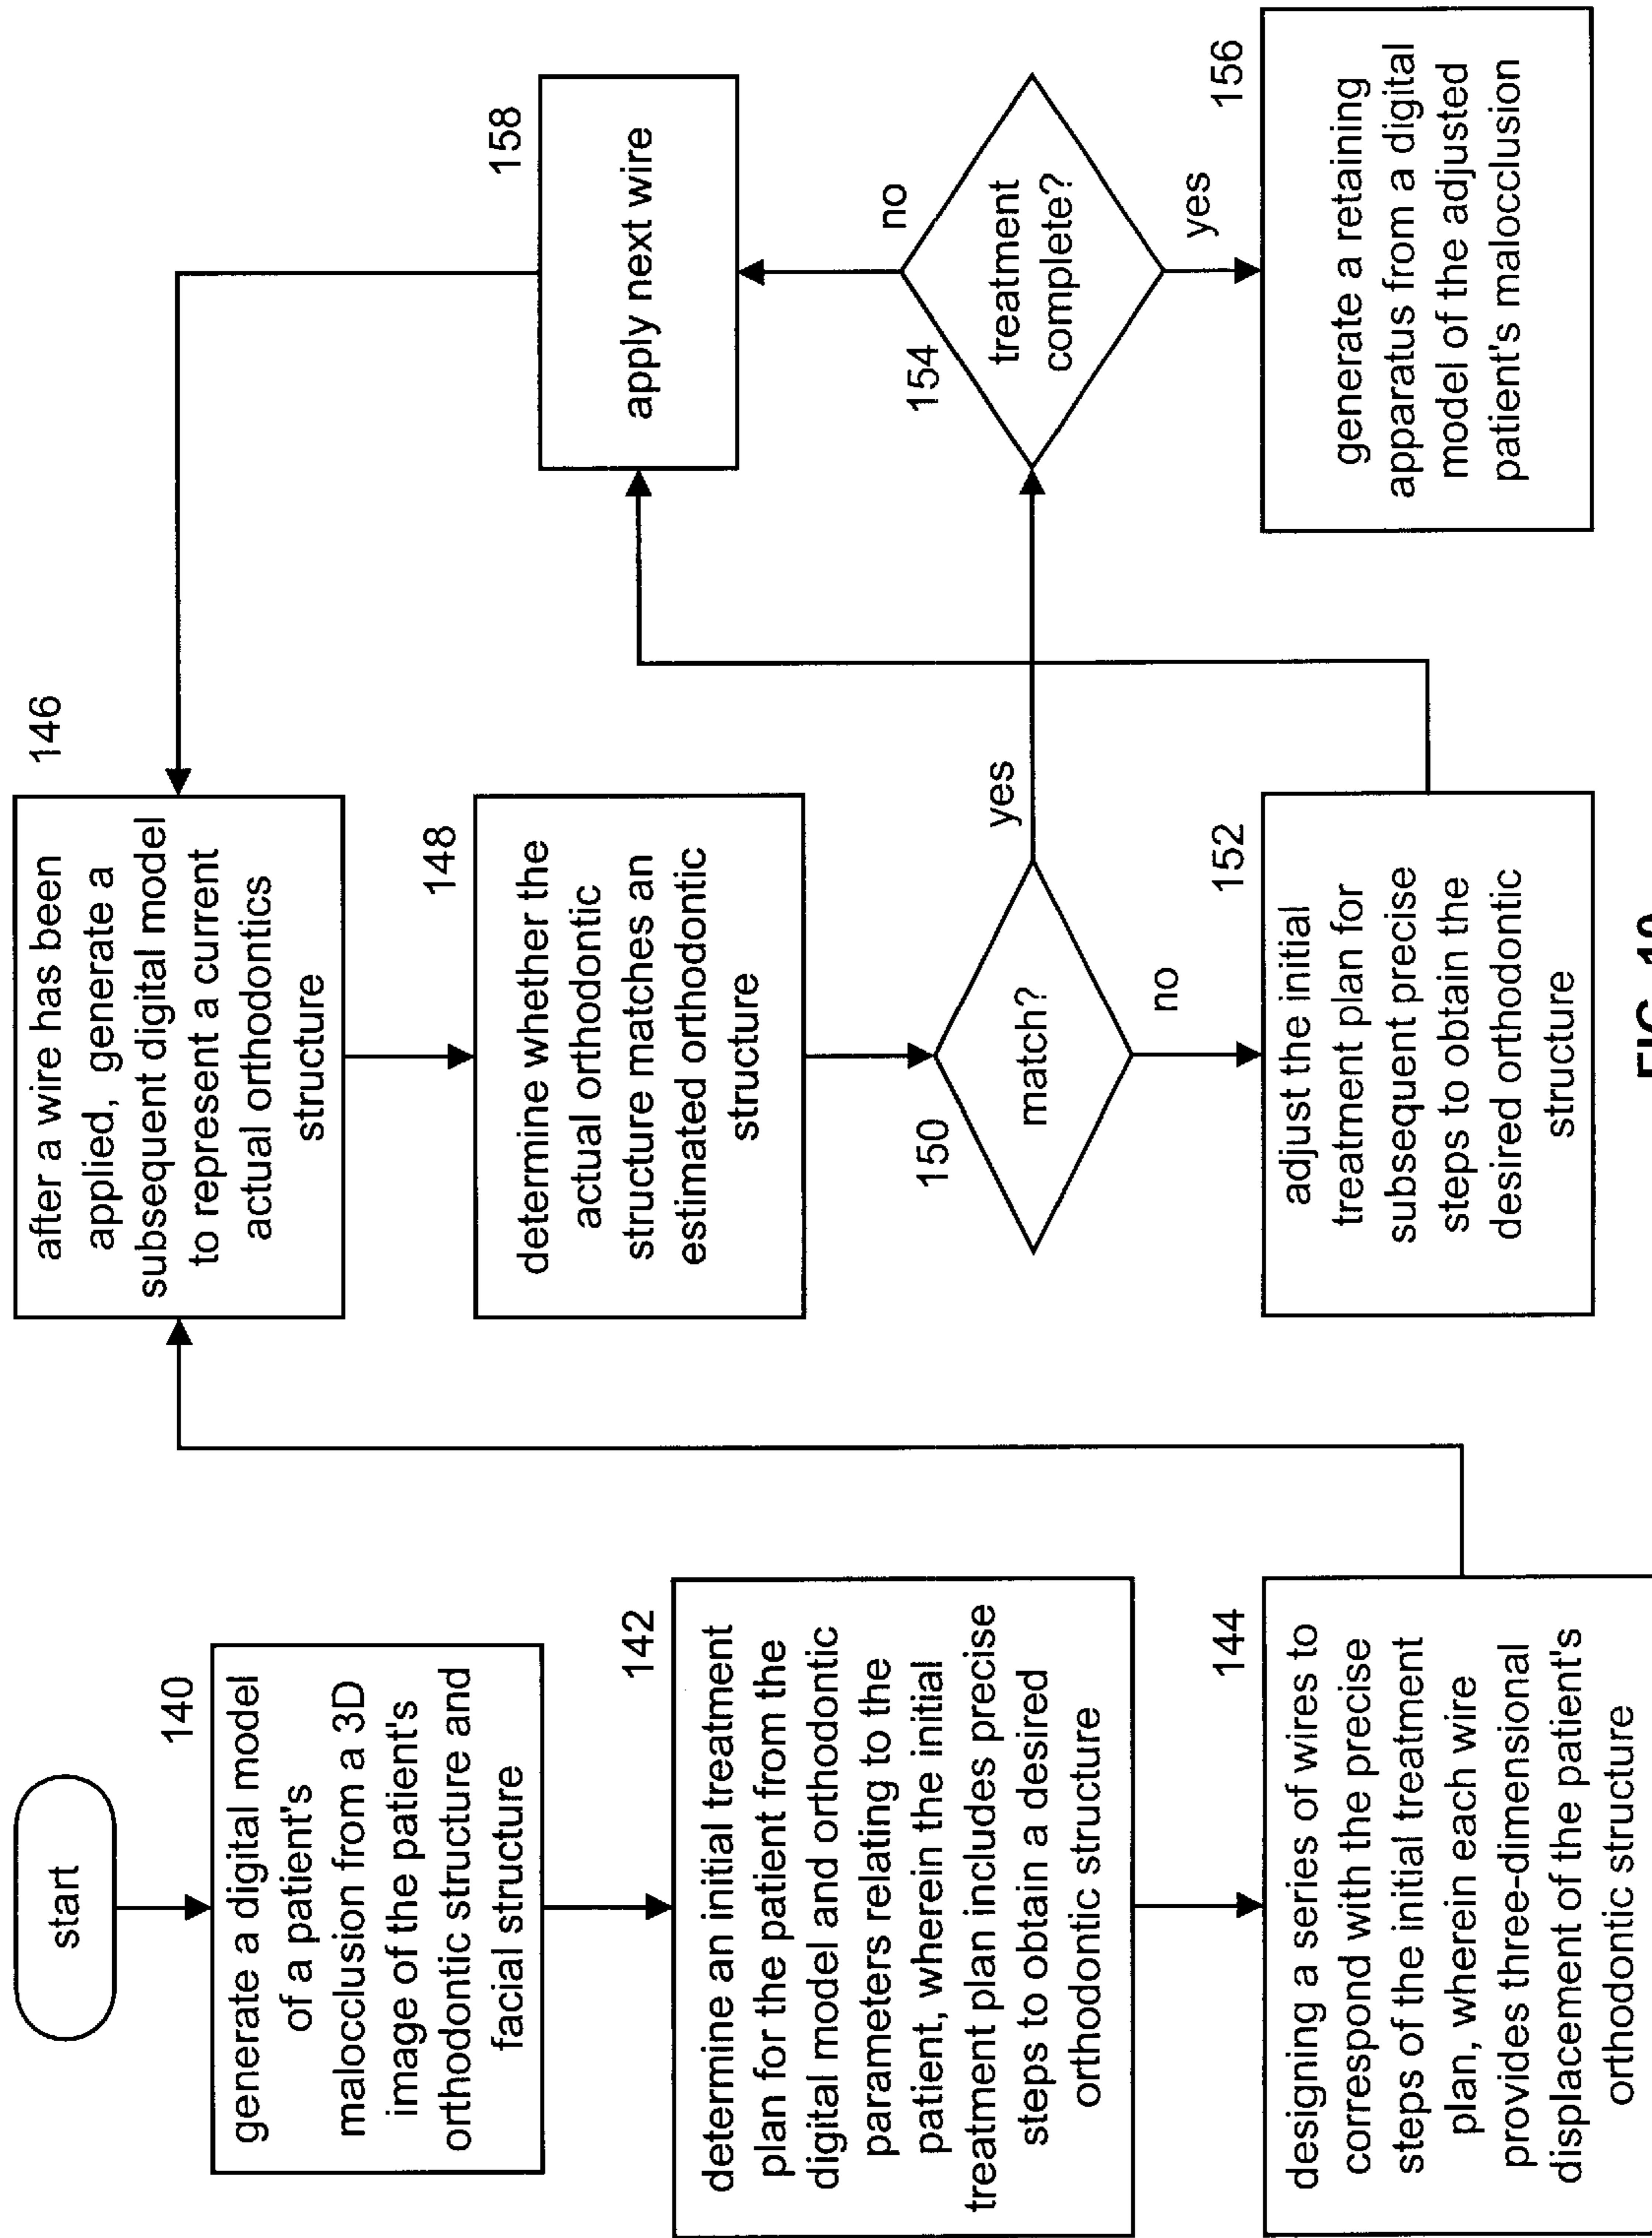 start
140
generate a digital model
of a patient's
malocclusion from a 3D
image of the patient's
orthodontic structure and
facial structure
142
determine an initial treatment
plan for the patient from the
digital model and orthodontic
parameters relating to the
patient, wherein the initial
treatment plan includes precise
steps to obtain a desired
orthodontic structure
144
designing a series of wires to
correspond with the precise
steps of the initial treatment
plan, wherein each wire
provides three-dimensional
displacement of the patient's
orthodontic structure
146
after a wire has been
applied, generate a
subsequent digital model
to represent a current
actual orthodontics
structure
148
determine whether the
actual orthodontic
structure matches an
estimated orthodontic
structure
150
match?
yes
no
152
adjust the initial
treatment plan for
subsequent precise
steps to obtain the
desired orthodontic
structure
158
apply next wire
no
154
treatment
complete?
yes
156
generate a retaining
apparatus from a digital
model of the adjusted
patient's malocclusion